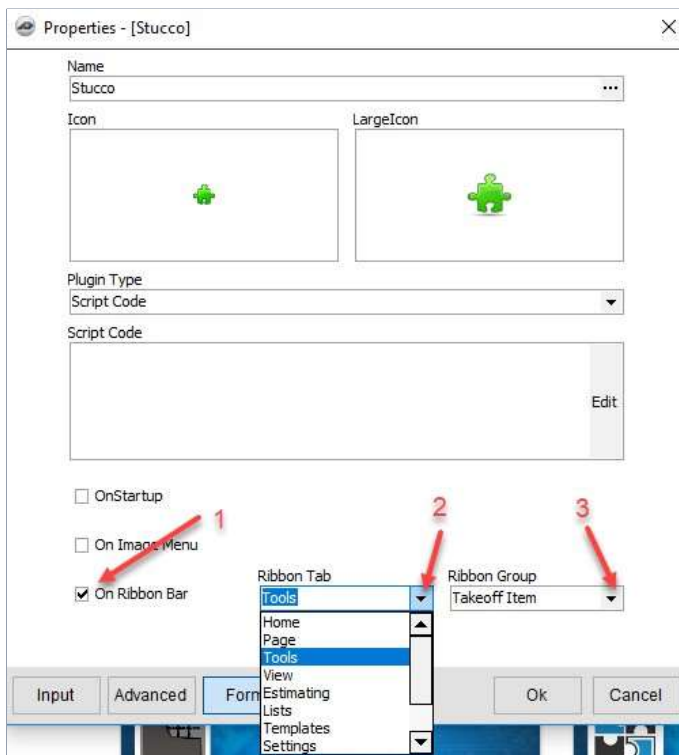 Properties - [Stucco]
Name
Stucco
...
Icon
LargeIcon
Plugin Type
Script Code
Script Code
Edit
OnStartup
1
2
3
On Image Menu
On Ribbon Bar
Ribbon Tab
Ribbon Group
Tools
Takeoff Item
Home
Page
Tools
View
Estimating
Lists
Templates
Settings
Input
Advanced
Form
Ok
Cancel